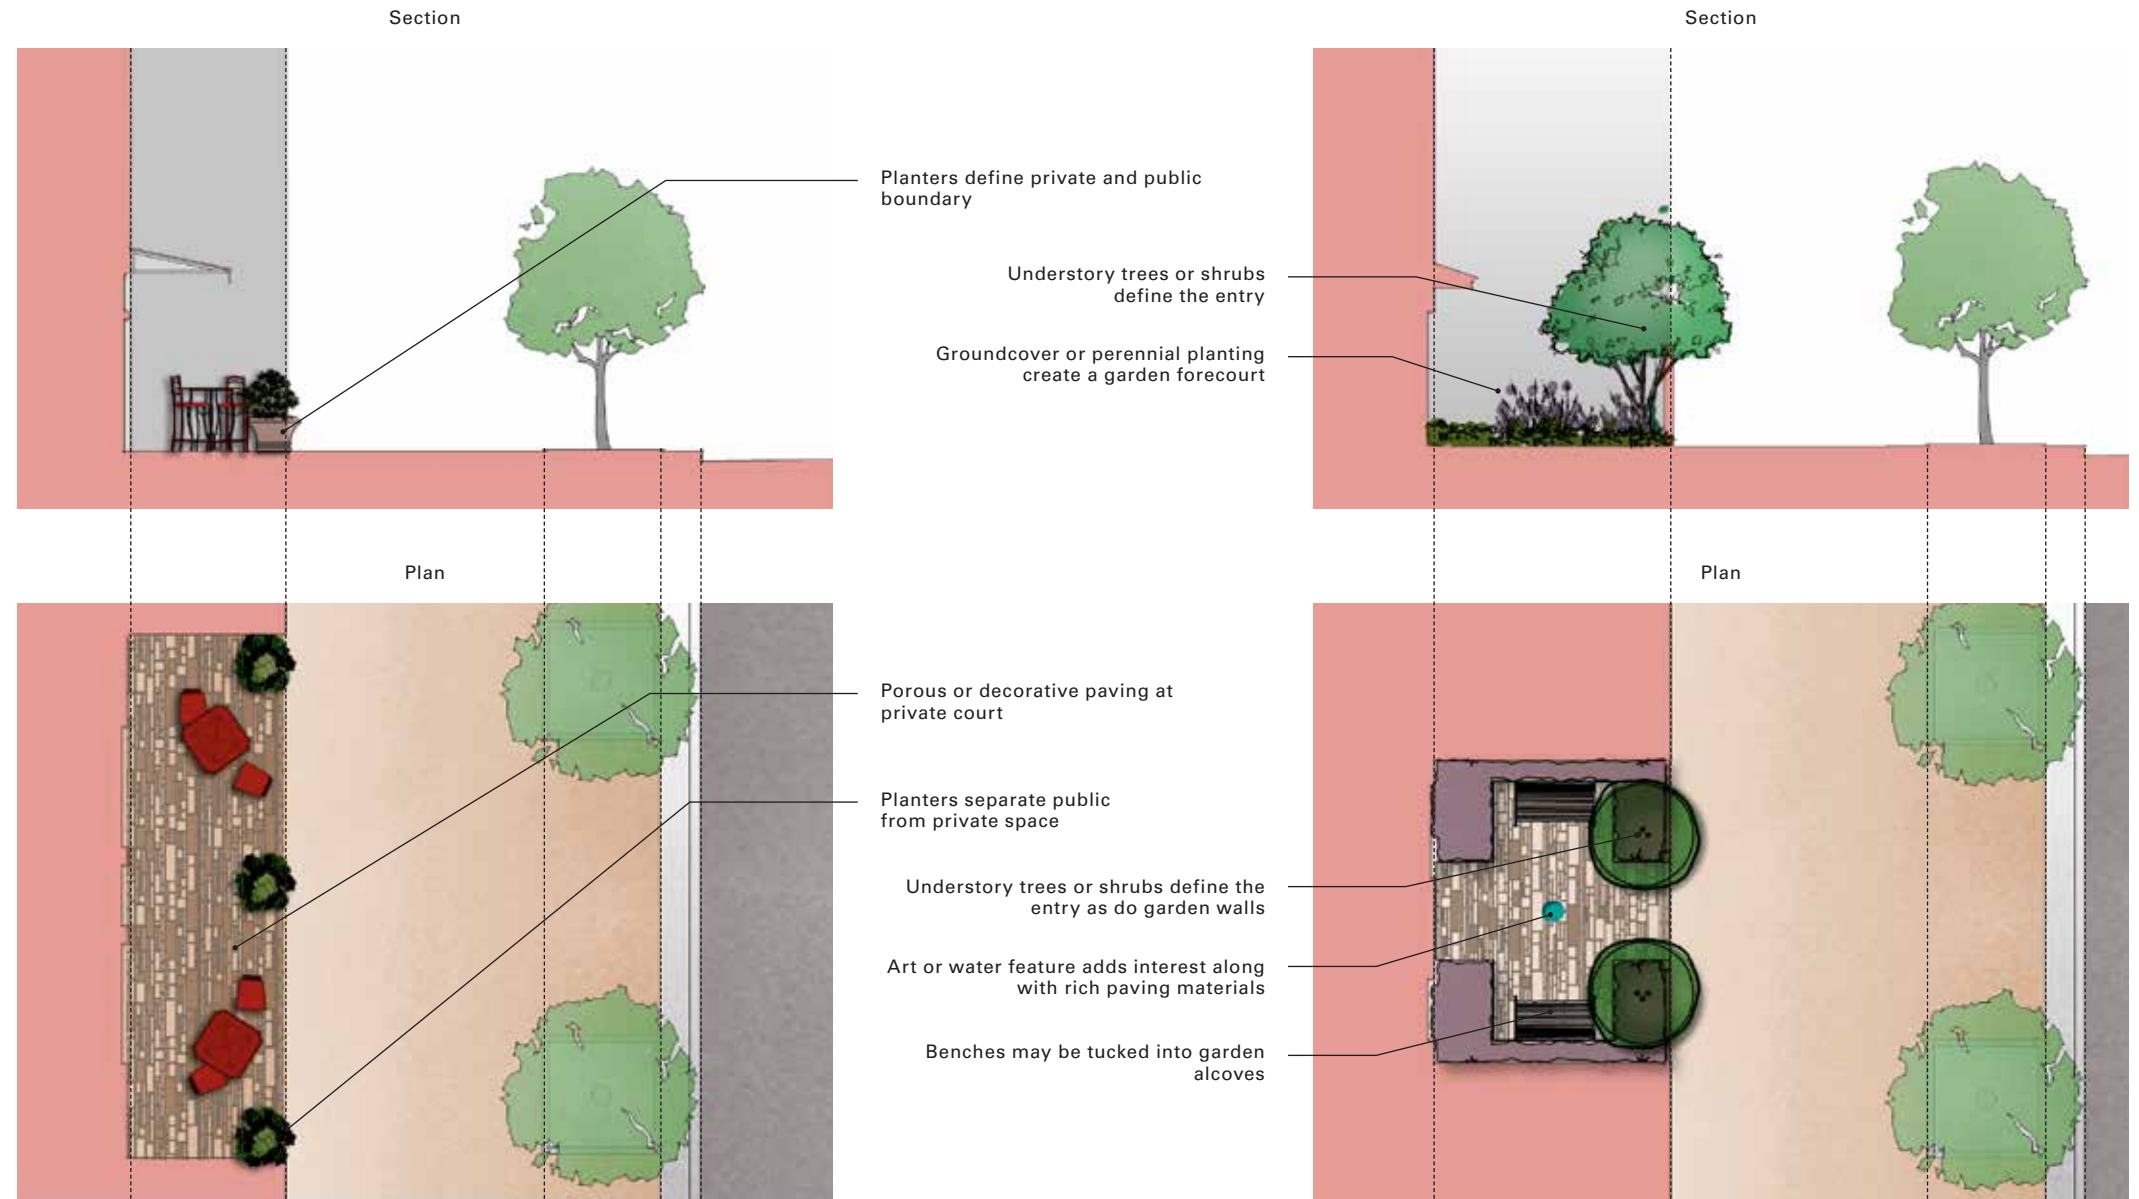 Section
Planters define private and public
boundary
Plan
Porous or decorative paving at
private court
Planters separate public
from private space
Section
Understory trees or shrubs
define the entry
Groundcover or perennial planting
create a garden forecourt
Plan
Understory trees or shrubs define the
entry as do garden walls
Art or water feature adds interest along
with rich paving materials
Benches may be tucked into garden
alcoves